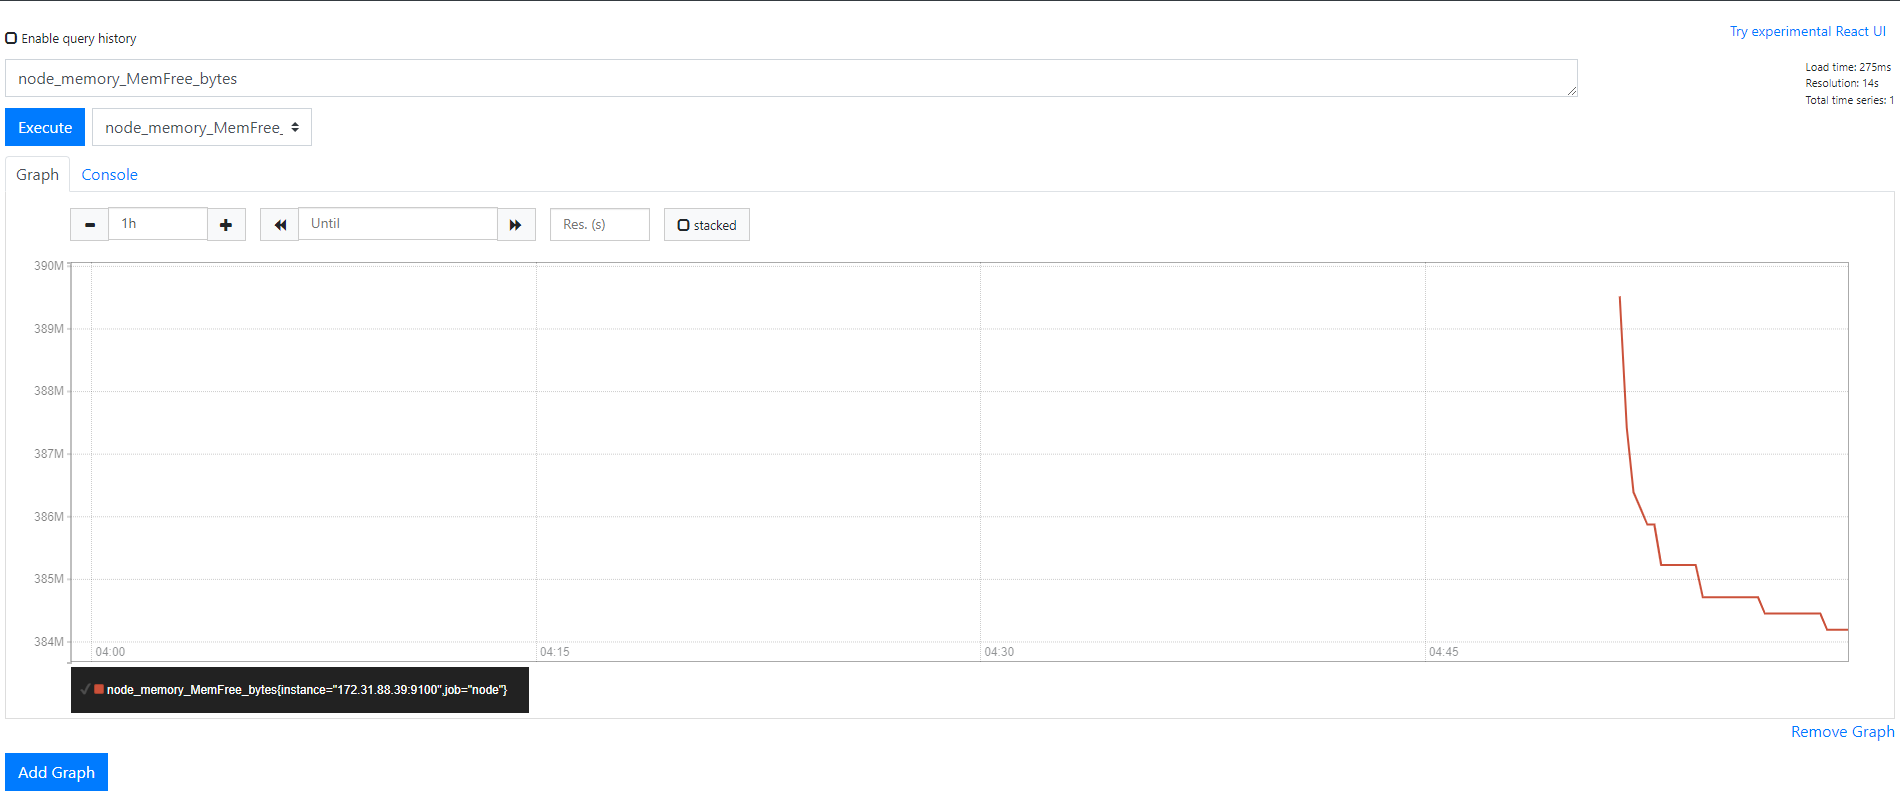 Enable query history
Try experimental React UI
node_memory_MemFree_bytes
Load time: 275ms
Resolution: 14s
Total time series: 1
Execute
node_memory_MemFree_
Graph
Console
1h
Until
Res. (s)
stacked
390M
389M
388M
387M
386M
385M
384M
04:00
04:15
04:30
04:45
node_memory_MemFree_bytes{instance="172.31.88.39:9100",job="node"}
Remove Graph
Add Graph